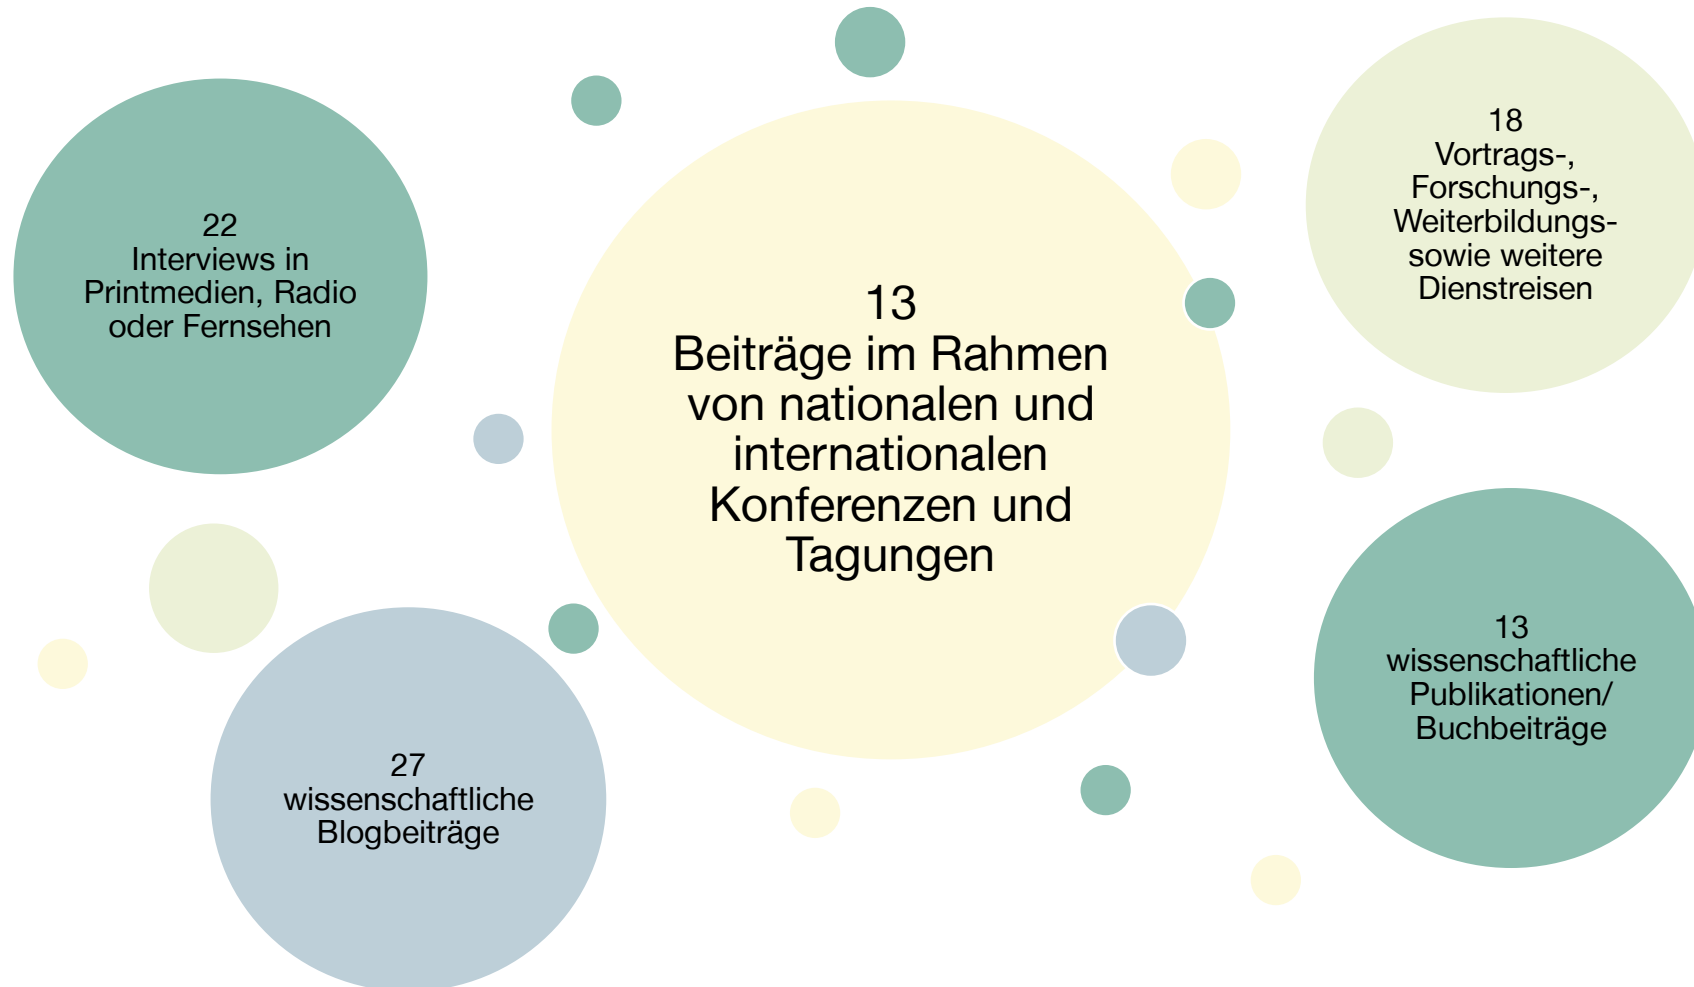 22
Interviews in
Printmedien, Radio
oder Fernsehen
13
Beiträge im Rahmen
von nationalen und
internationalen
Konferenzen und
Tagungen
18
Vortrags-,
Forschungs-,
Weiterbildungs-
sowie weitere
Dienstreisen
27
wissenschaftliche
Blogbeiträge
13
wissenschaftliche
Publikationen/
Buchbeiträge